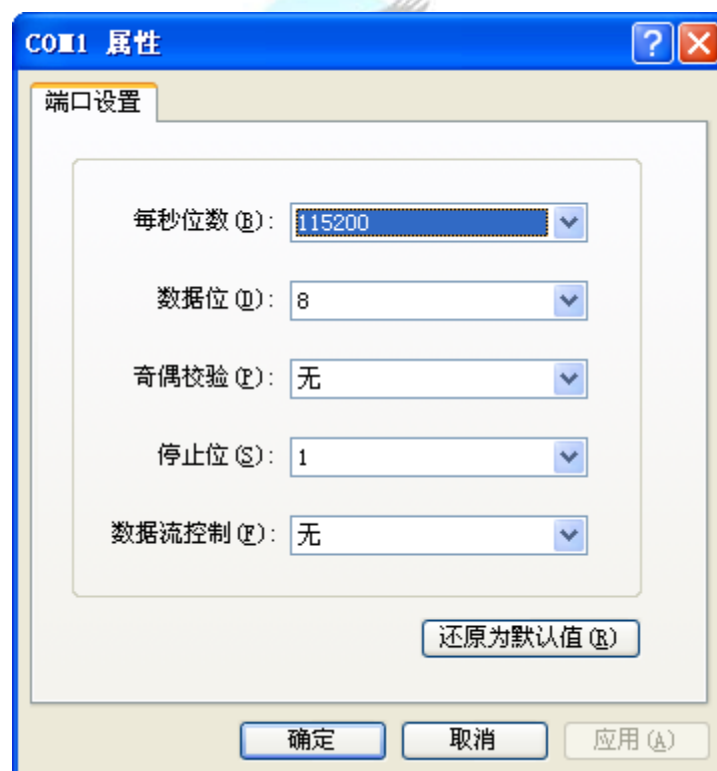 COM1 属性
端口设置
每秒位数(B): 115200
数据位(D): 8
奇偶校验(P): 无
停止位(S): 1
数据流控制(F): 无
还原为默认值(R)
确定 取消 应用(A)